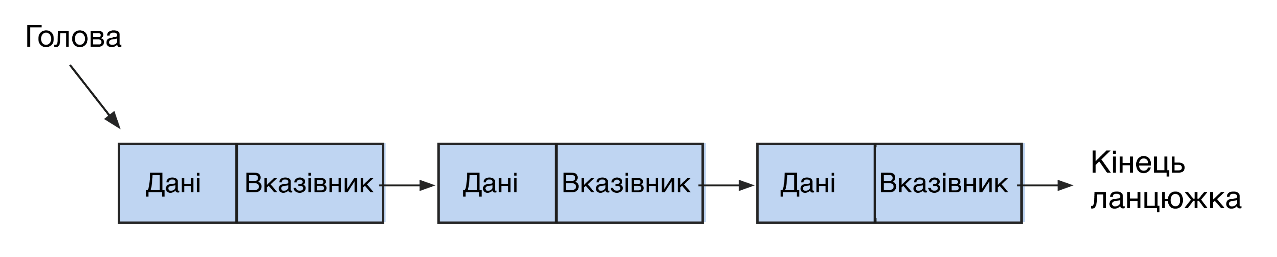 Голова
Дані Вказівник Дані Вказівник Дані Вказівник
Кінець
ланцюжка